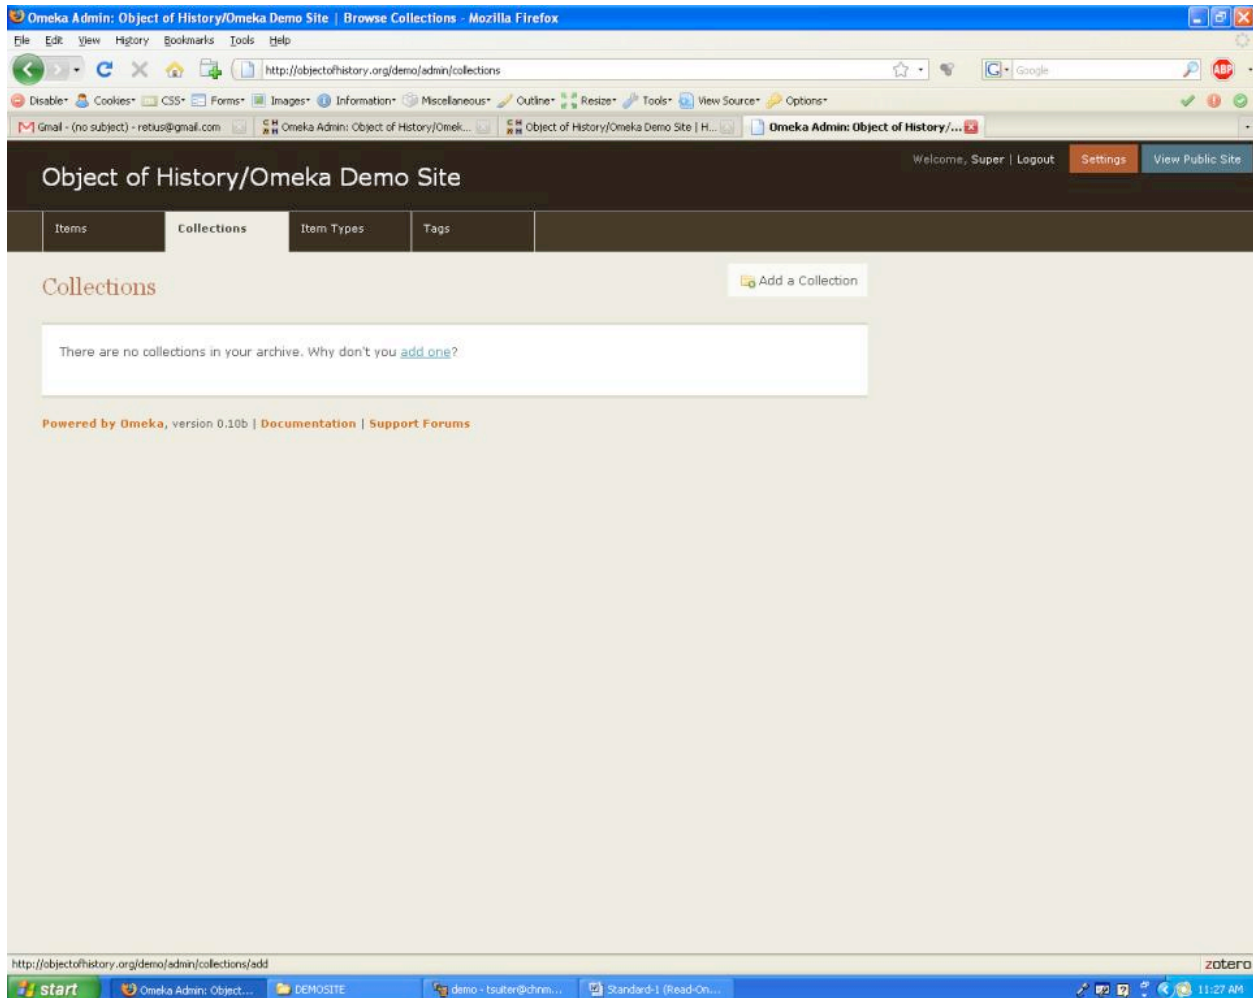 Omeka Admin: Object of History/Omeka Demo Site | Browse Collections - Mozilla Firefox
File Edit View History Bookmarks Tools Help
http://objectofhistory.org/demo/admin/collections
G Google
ABP
Disable Cookies CSS Forms Images Information Miscellaneous Outline Resize Tools View Source Options
Gmail - (no subject) - retius@gmail.com
Omeka Admin: Object of History/Omek...
Object of History/Omeka Demo Site | H...
Omeka Admin: Object of History/...
Object of History/Omeka Demo Site
Welcome, Super | Logout Settings View Public Site
Items Collections Item Types Tags
Collections
Add a Collection
There are no collections in your archive. Why don't you add one?
Powered by Omeka, version 0.10b | Documentation | Support Forums
http://objectofhistory.org/demo/admin/collections/add
zotero
start Omeka Admin: Object... DEMOSITE demo - tsuiter@chnm... Standard-1 (Read-On... 11:27 AM